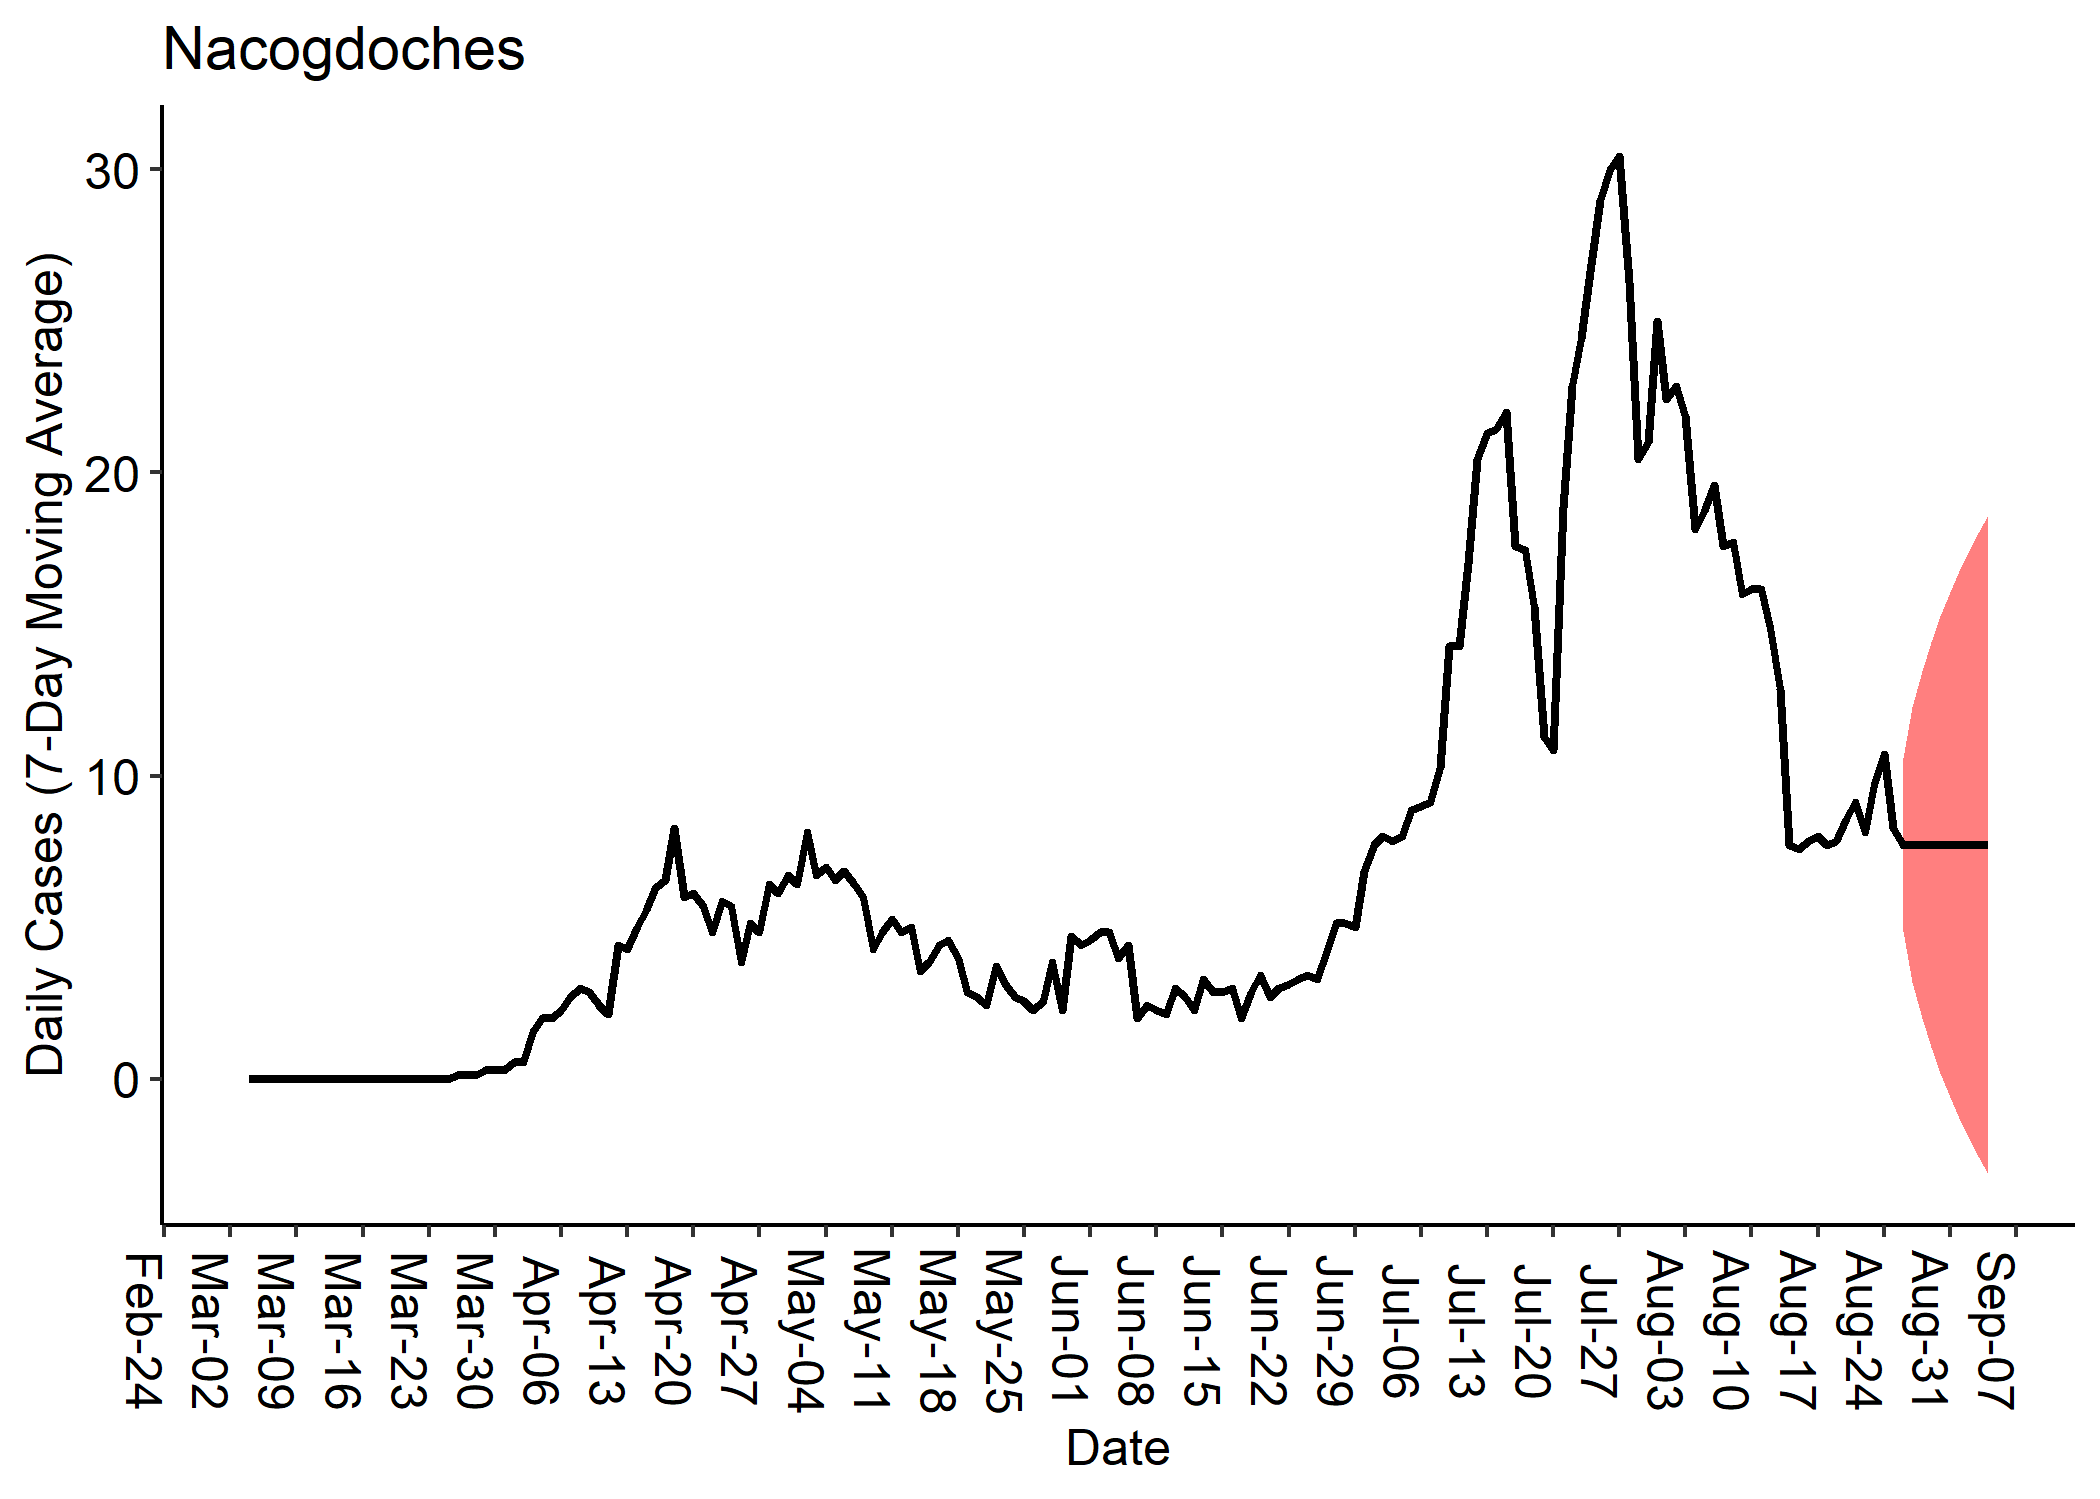 Nacogdoches
Daily Cases (7-Day Moving Average)
30
20
10
0
Feb-24
Mar-02
Mar-09
Mar-16
Mar-23
Mar-30
Apr-06
Apr-13
Apr-20
Apr-27
May-04
May-11
May-18
May-25
Jun-01
Jun-08
Jun-15
Jun-22
Jun-29
Jul-06
Jul-13
Jul-20
Jul-27
Aug-03
Aug-10
Aug-17
Aug-24
Aug-31
Sep-07
Date